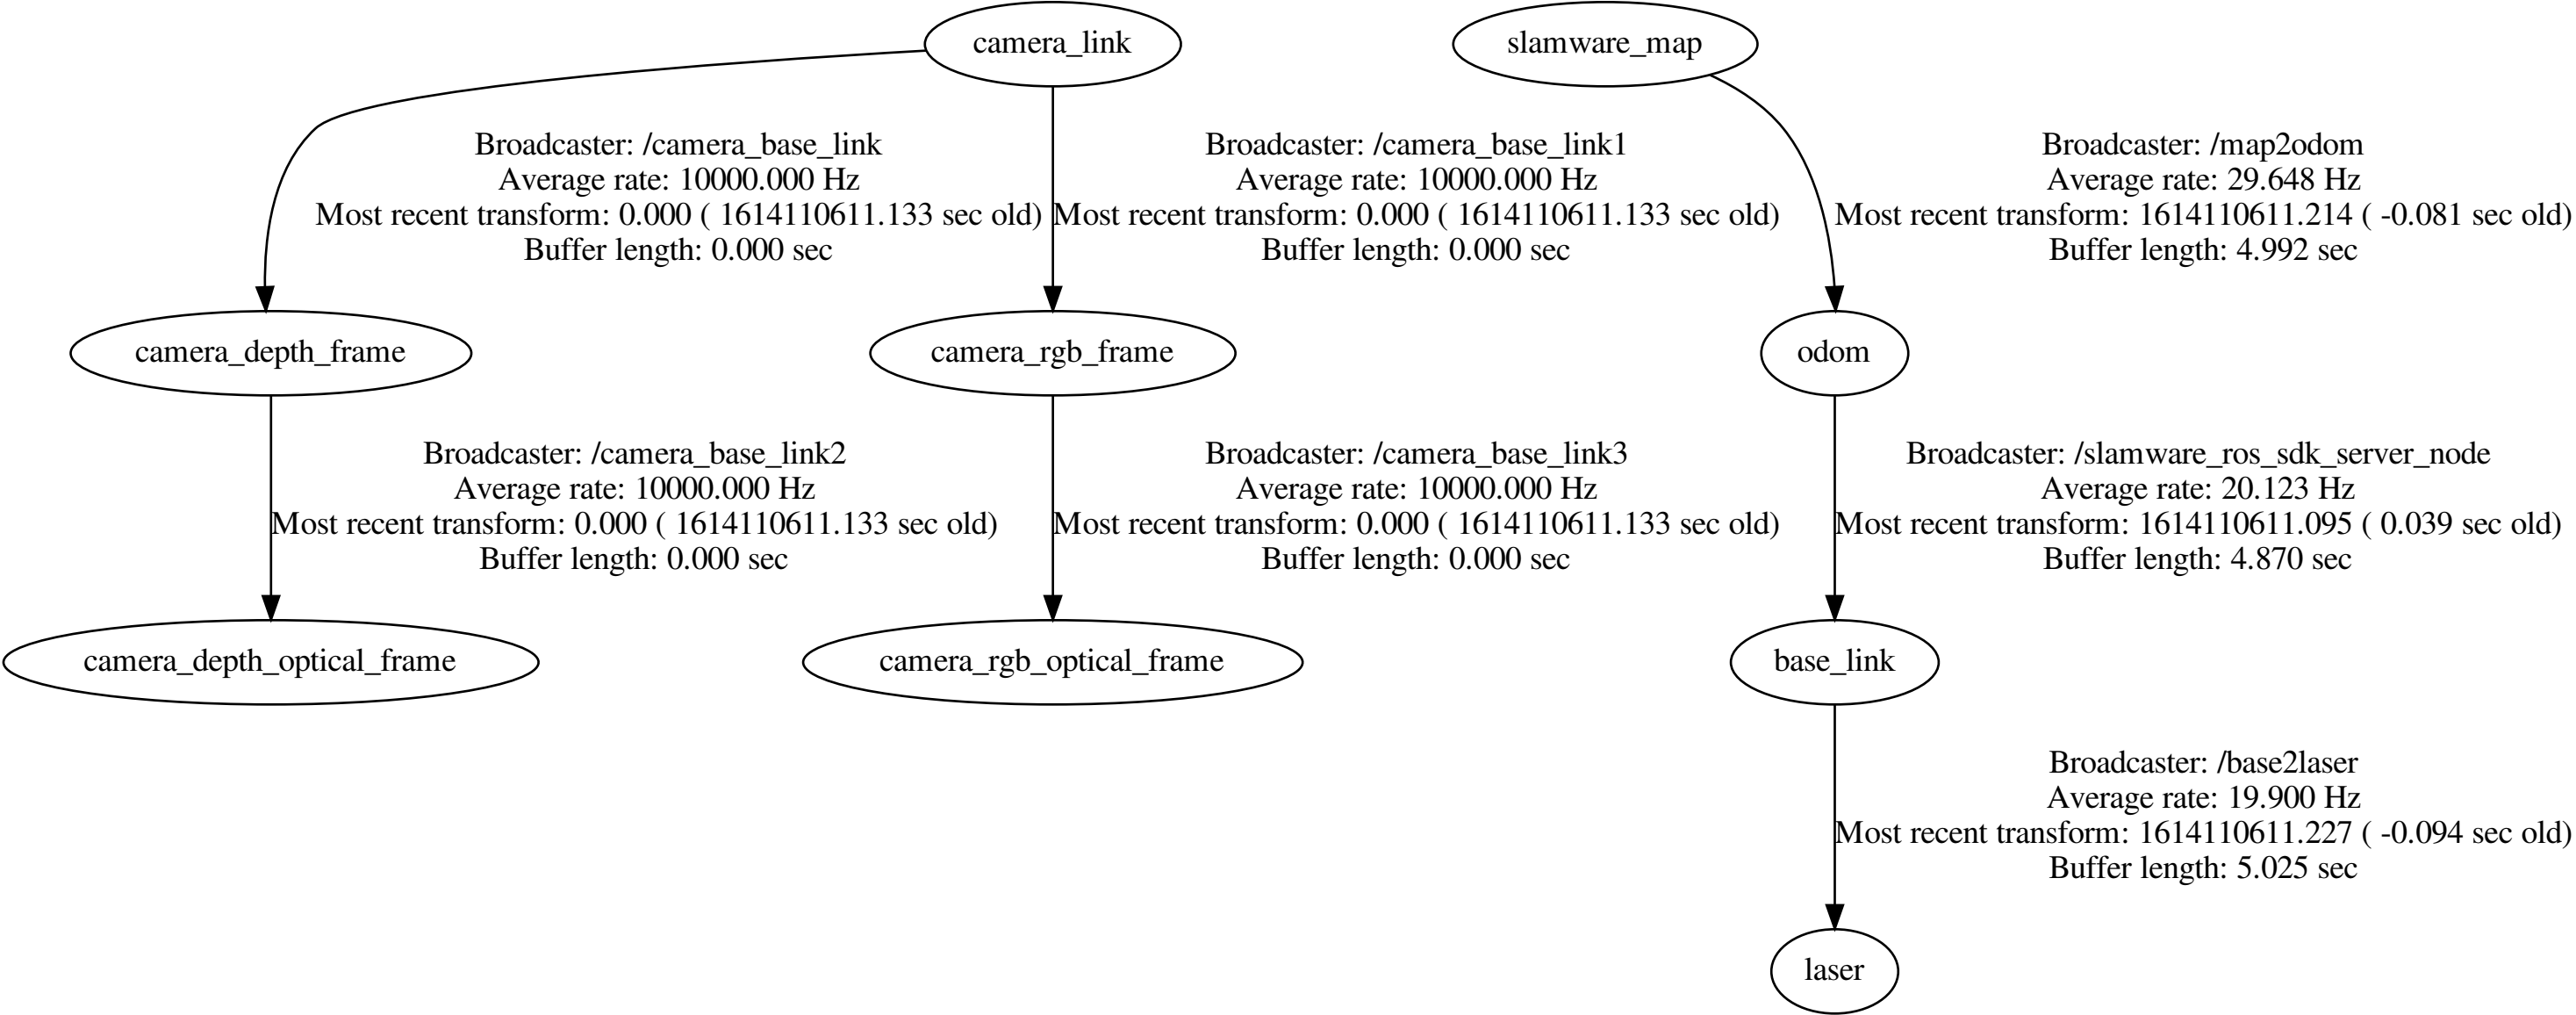 camera_link
slamware_map
Broadcaster: /camera_base_link
Average rate: 10000.000 Hz
Most recent transform: 0.000 ( 1614110611.133 sec old)
Buffer length: 0.000 sec
Broadcaster: /camera_base_link1
Average rate: 10000.000 Hz
Most recent transform: 0.000 ( 1614110611.133 sec old)
Buffer length: 0.000 sec
Broadcaster: /map2odom
Average rate: 29.648 Hz
Most recent transform: 1614110611.214 ( -0.081 sec old)
Buffer length: 4.992 sec
camera_depth_frame
camera_rgb_frame
odom
Broadcaster: /camera_base_link2
Average rate: 10000.000 Hz
Most recent transform: 0.000 ( 1614110611.133 sec old)
Buffer length: 0.000 sec
Broadcaster: /camera_base_link3
Average rate: 10000.000 Hz
Most recent transform: 0.000 ( 1614110611.133 sec old)
Buffer length: 0.000 sec
Broadcaster: /slamware_ros_sdk_server_node
Average rate: 20.123 Hz
Most recent transform: 1614110611.095 ( 0.039 sec old)
Buffer length: 4.870 sec
camera_depth_optical_frame
camera_rgb_optical_frame
base_link
Broadcaster: /base2laser
Average rate: 19.900 Hz
Most recent transform: 1614110611.227 ( -0.094 sec old)
Buffer length: 5.025 sec
laser